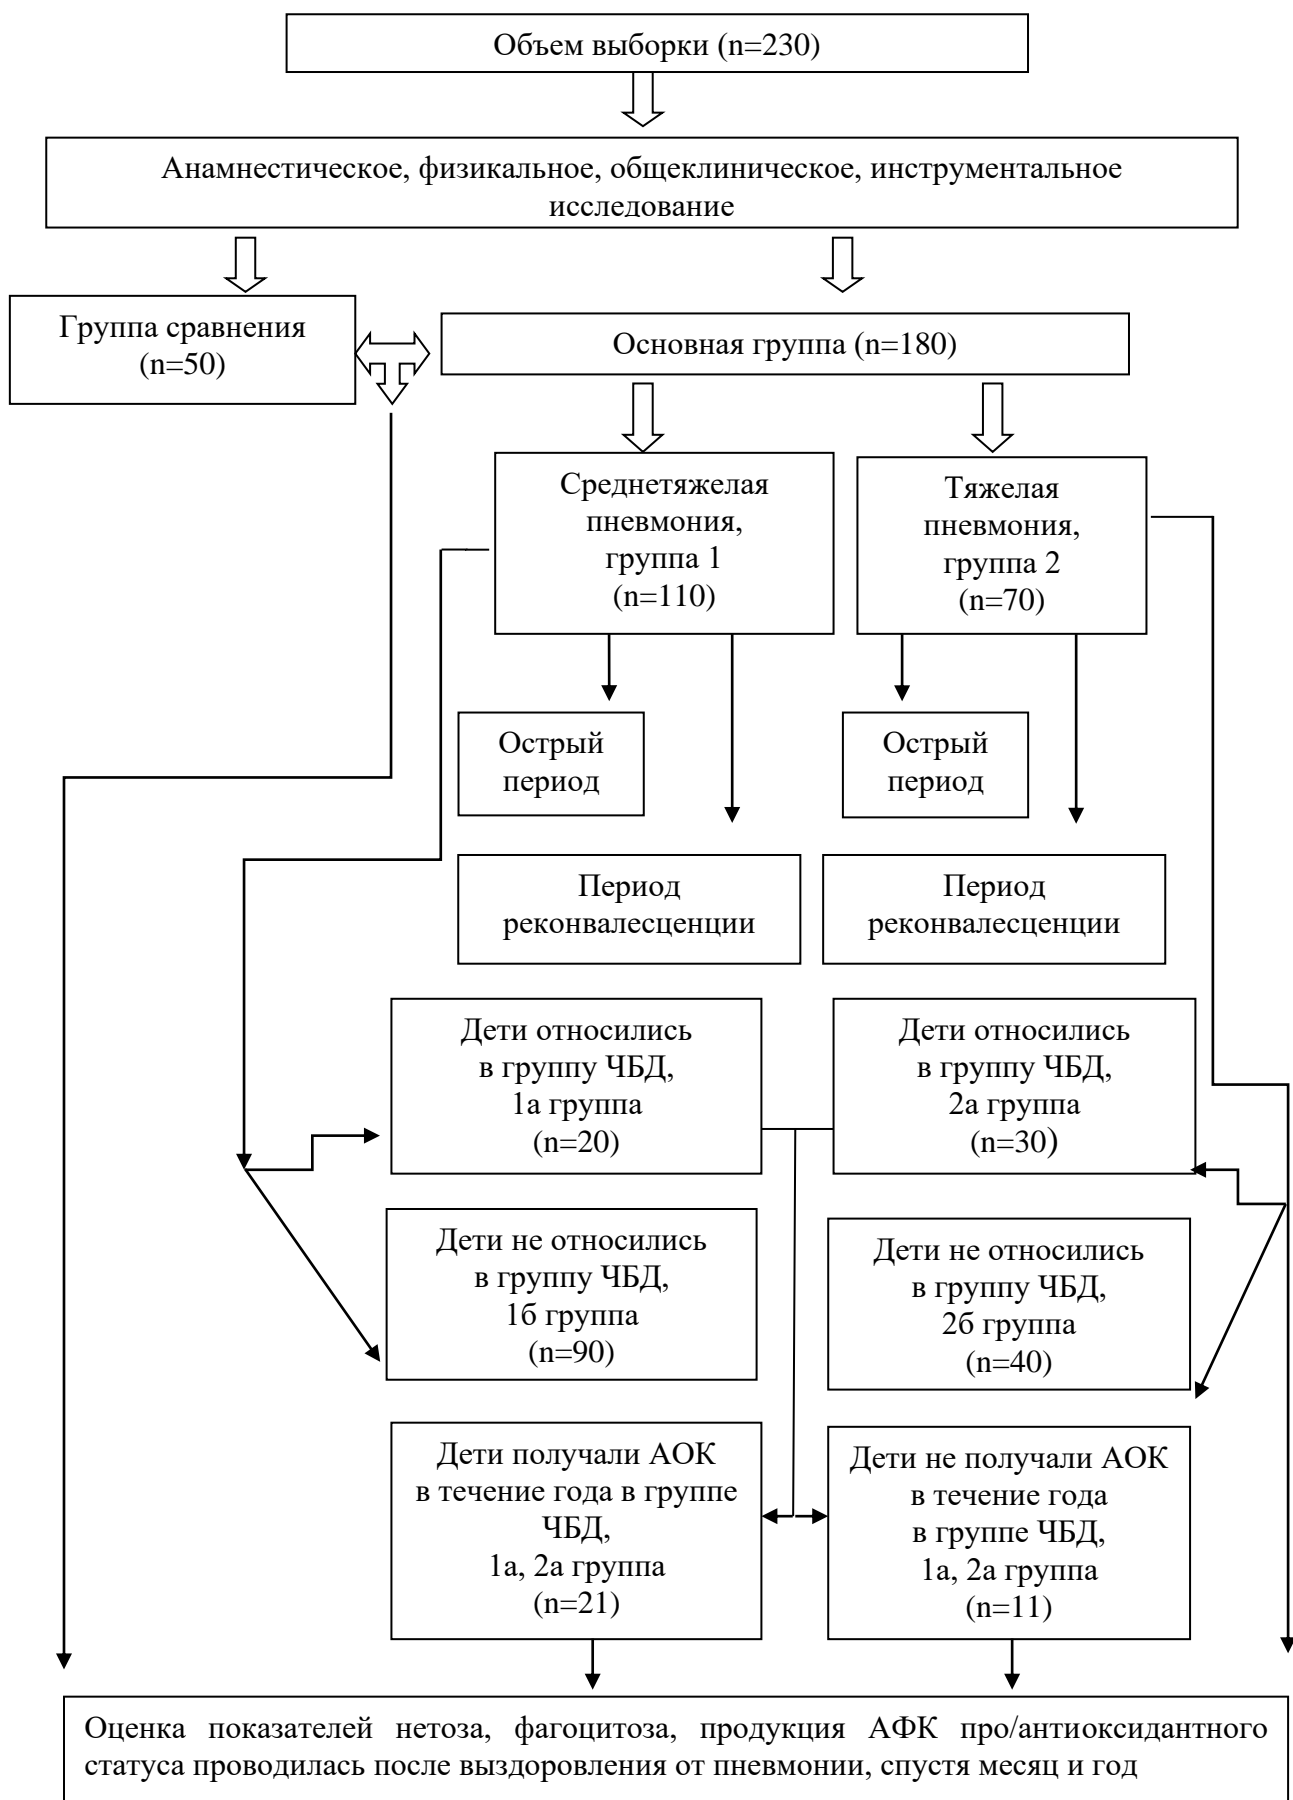 Объем выборки (n=230)
Анамнестическое, физикальное, общеклиническое, инструментальное
исследование
Группа сравнения
(n=50)
Основная группа (n=180)
Среднетяжелая
пневмония,
группа 1
(n=110)
Тяжелая
пневмония,
группа 2
(n=70)
Острый
период
Острый
период
Период
реконвалесценции
Период
реконвалесценции
Дети относились
в группу ЧБД,
1а группа
(n=20)
Дети относились
в группу ЧБД,
2а группа
(n=30)
Дети не относились
в группу ЧБД,
1б группа
(n=90)
Дети не относились
в группу ЧБД,
2б группа
(n=40)
Дети получали АОК
в течение года в группе
ЧБД,
1а, 2а группа
(n=21)
Дети не получали АОК
в течение года
в группе ЧБД,
1а, 2а группа
(n=11)
Оценка показателей нетоза, фагоцитоза, продукция АФК про/антиоксидантного
статуса проводилась после выздоровления от пневмонии, спустя месяц и год